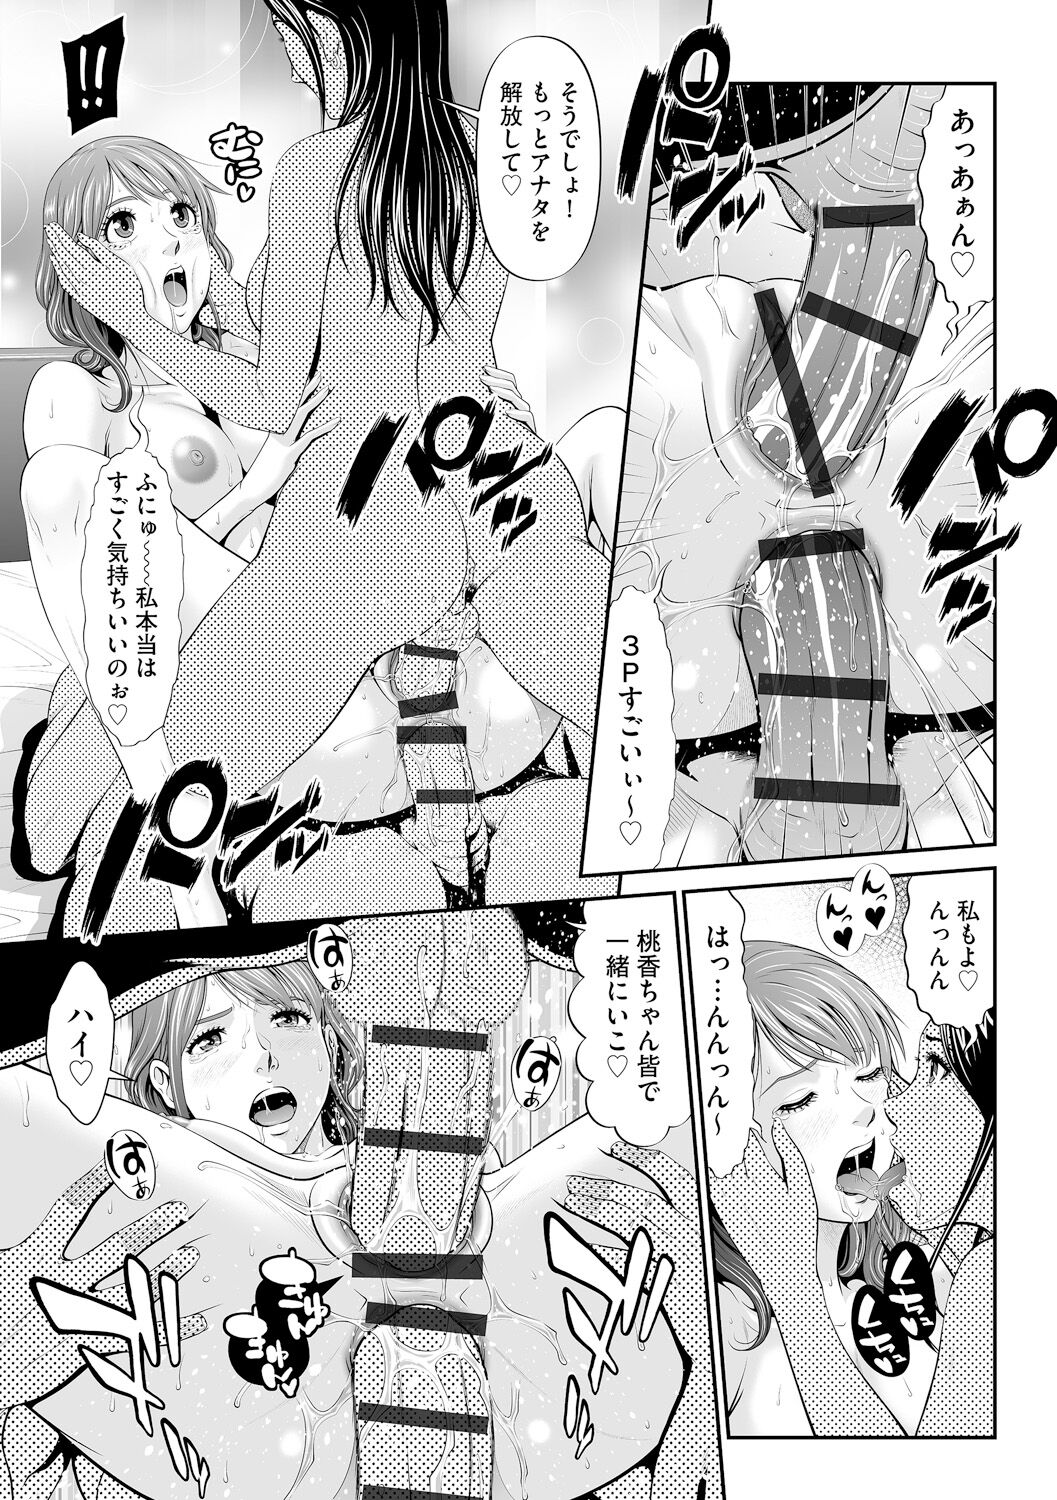 あっあぁん♡
パンッ
パンッ
3Pすごいぃ〜♡
そうでしょ！
もっとアナタを
解放して♡
!!
むにぃ♡
パンッ
ふにゅ〜〜〜私本当は
すごく気持ちいいのぉ♡
パンッ
私もよ♡
んっんん
んっ♥
んっ♥
はっ…んんっん〜
くちゅ
くちゅ
桃香ちゃん皆で
一緒にいこ♡
はぁ
はぁ
はぁ
ハイ♡
ズッ
ズッ
きゅん
きゅん